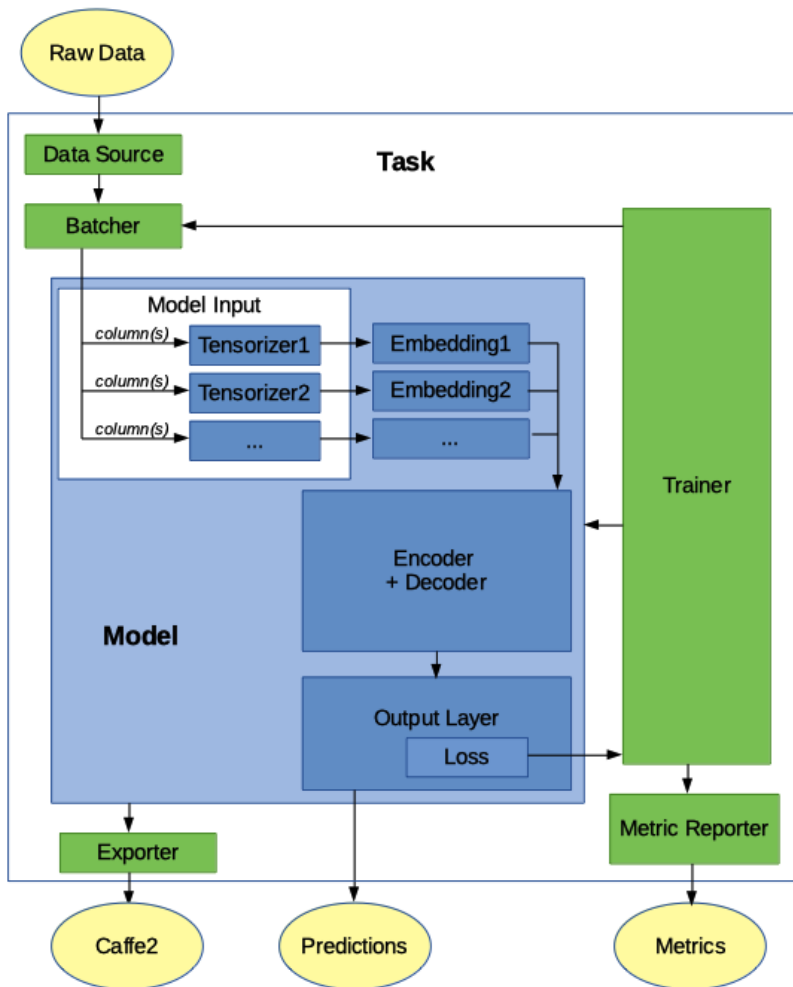 Raw Data
Data Source
Task
Batcher
Model Input
column(s)
Tensorizer1
Embedding1
column(s)
Tensorizer2
Embedding2
column(s)
...
...
Trainer
Encoder
+ Decoder
Model
Output Layer
Loss
Metric Reporter
Exporter
Caffe2
Predictions
Metrics